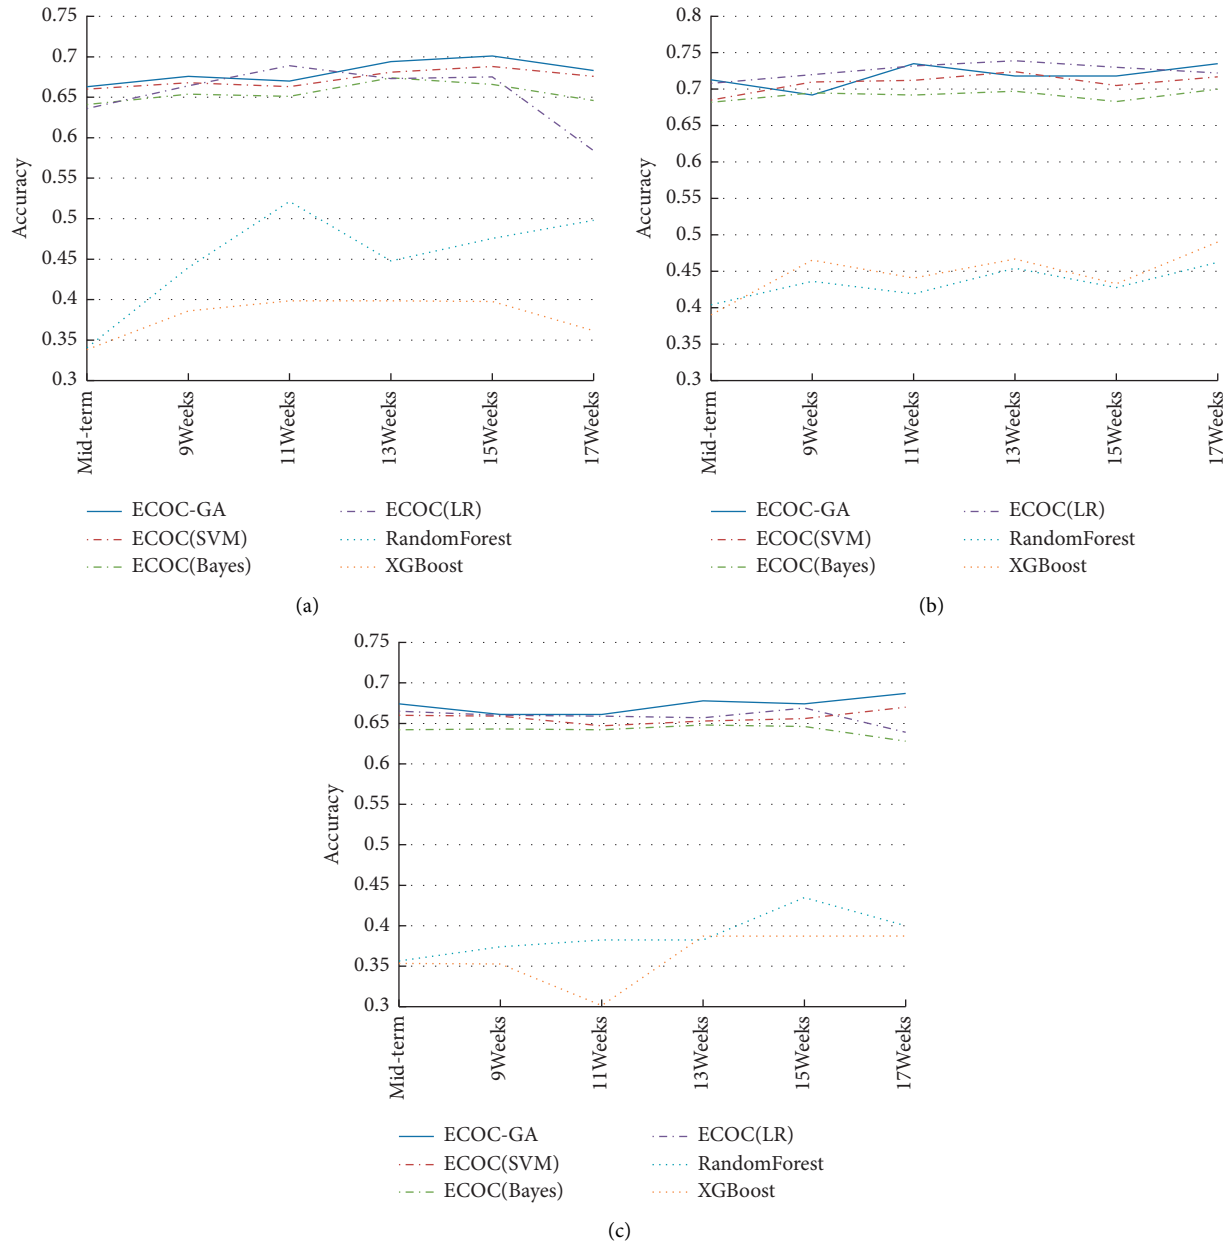 0.75
0.7
0.65
0.6
0.55
0.5
0.45
0.4
0.35
0.3
Accuracy
Mid-term
9Weeks
11Weeks
13Weeks
15Weeks
17Weeks
ECOC-GA
ECOC(SVM)
ECOC(Bayes)
ECOC(LR)
RandomForest
XGBoost
(a)
0.8
0.75
0.7
0.65
0.6
0.55
0.5
0.45
0.4
0.35
0.3
Accuracy
Mid-term
9Weeks
11Weeks
13Weeks
15Weeks
17Weeks
ECOC-GA
ECOC(SVM)
ECOC(Bayes)
ECOC(LR)
RandomForest
XGBoost
(b)
0.75
0.7
0.65
0.6
0.55
0.5
0.45
0.4
0.35
0.3
Accuracy
Mid-term
9Weeks
11Weeks
13Weeks
15Weeks
17Weeks
ECOC-GA
ECOC(SVM)
ECOC(Bayes)
ECOC(LR)
RandomForest
XGBoost
(c)